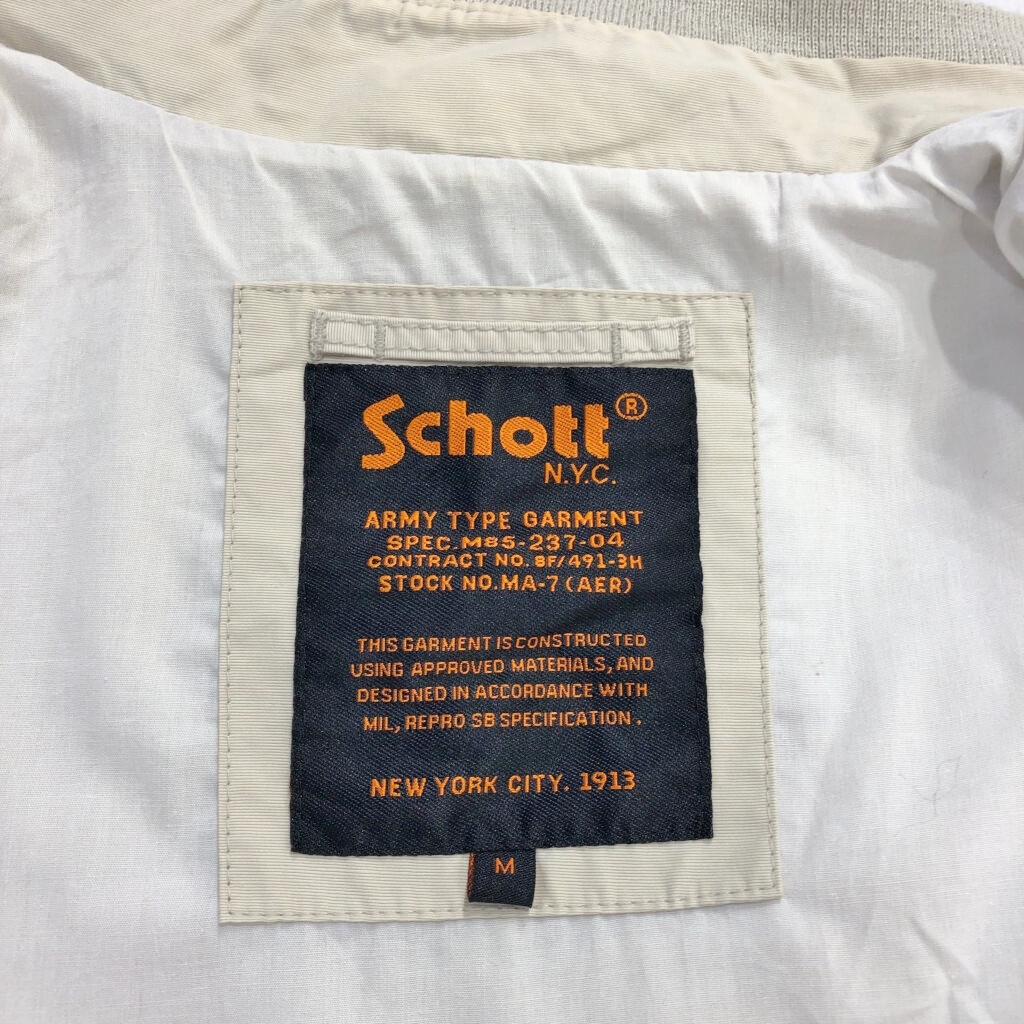 Schott®
N.Y.C.
ARMY TYPE GARMENT
SPEC.M85-237-04
CONTRACT NO.8F/491-3H
STOCK NO.MA-7 (AER)
THIS GARMENT IS CONSTRUCTED
USING APPROVED MATERIALS, AND
DESIGNED IN ACCORDANCE WITH
MIL, REPRO SB SPECIFICATION.
NEW YORK CITY. 1913
M